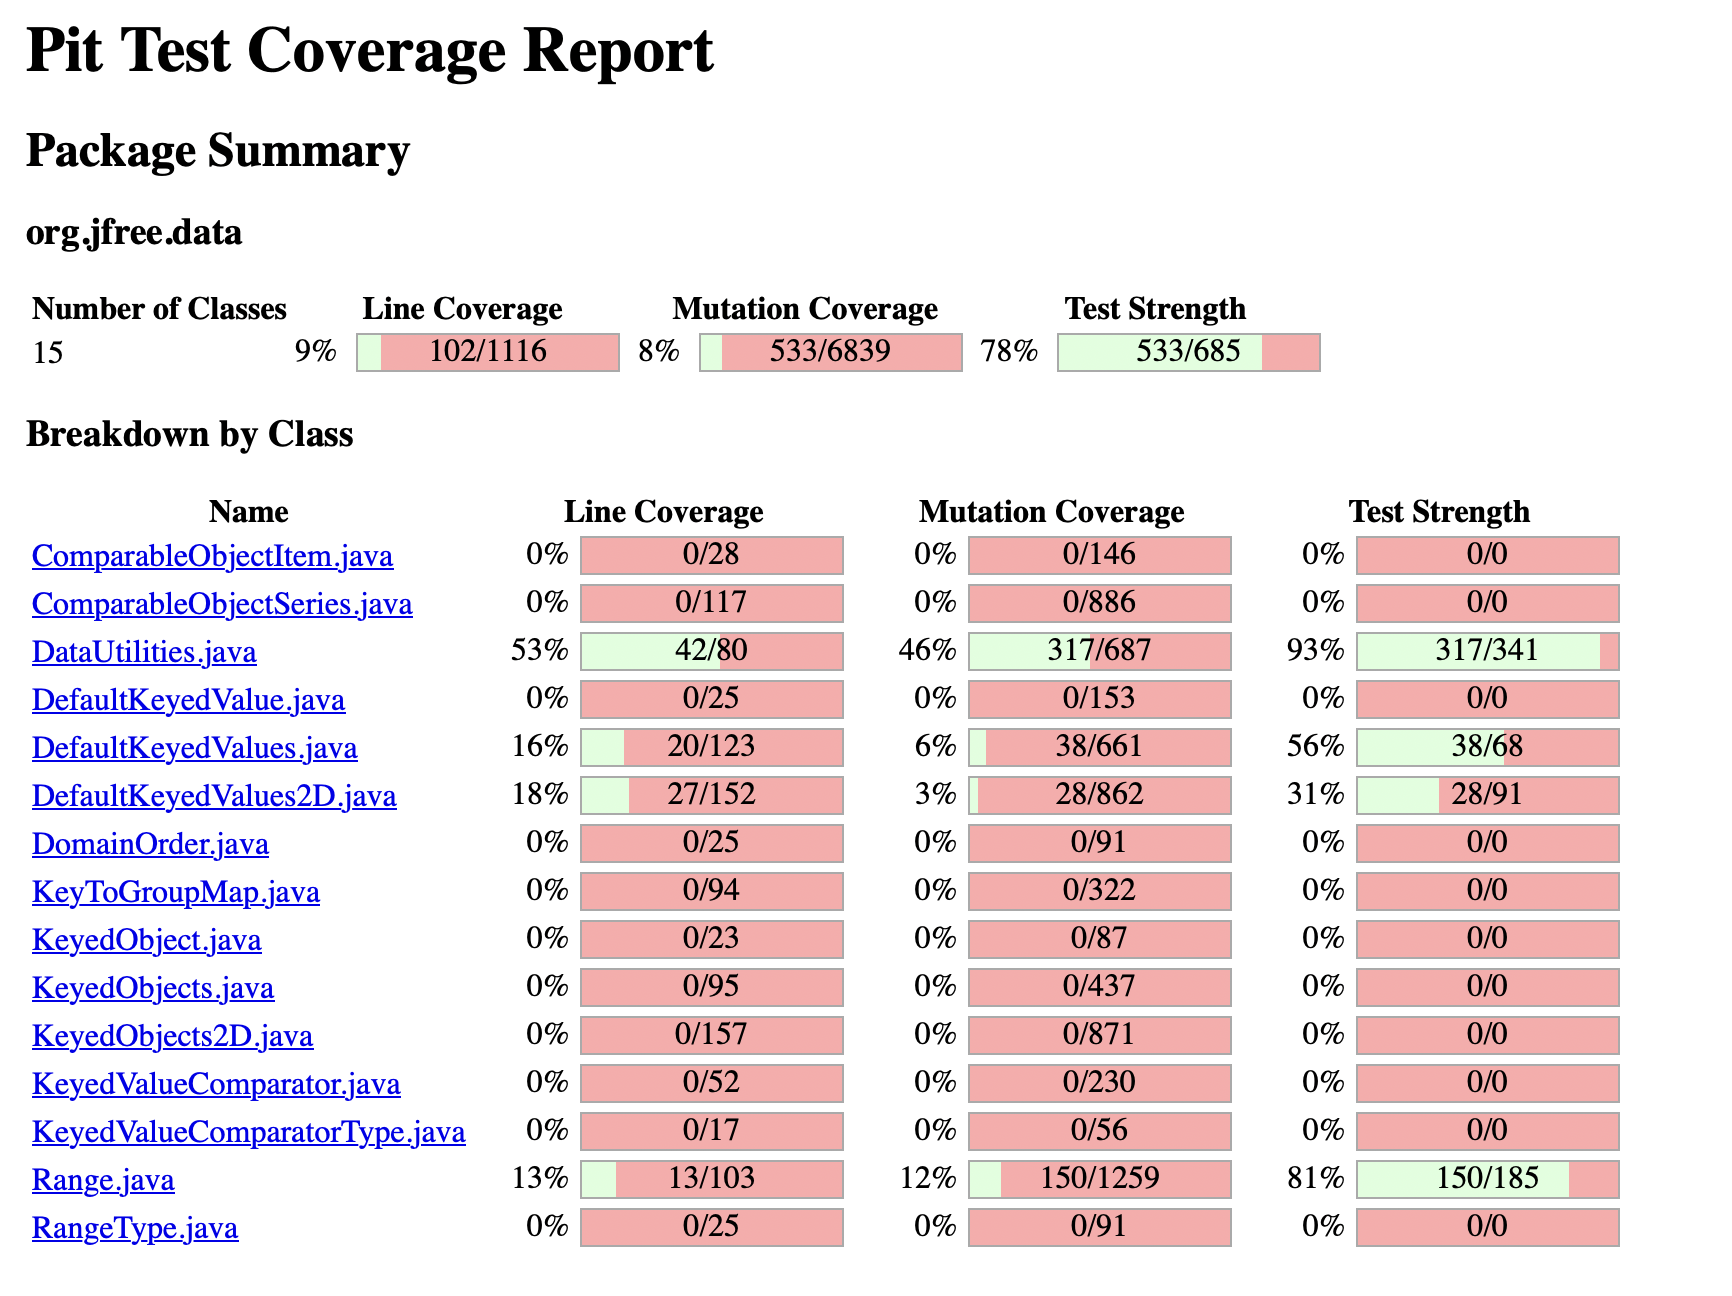 Pit Test Coverage Report
Package Summary
org.jfree.data
Number of Classes Line Coverage Mutation Coverage Test Strength
15 9% 102/1116 8% 533/6839 78% 533/685
Breakdown by Class
Name Line Coverage Mutation Coverage Test Strength
ComparableObjectItem.java 0% 0/28 0% 0/146 0% 0/0
ComparableObjectSeries.java 0% 0/117 0% 0/886 0% 0/0
DataUtilities.java 53% 42/80 46% 317/687 93% 317/341
DefaultKeyedValue.java 0% 0/25 0% 0/153 0% 0/0
DefaultKeyedValues.java 16% 20/123 6% 38/661 56% 38/68
DefaultKeyedValues2D.java 18% 27/152 3% 28/862 31% 28/91
DomainOrder.java 0% 0/25 0% 0/91 0% 0/0
KeyToGroupMap.java 0% 0/94 0% 0/322 0% 0/0
KeyedObject.java 0% 0/23 0% 0/87 0% 0/0
KeyedObjects.java 0% 0/95 0% 0/437 0% 0/0
KeyedObjects2D.java 0% 0/157 0% 0/871 0% 0/0
KeyedValueComparator.java 0% 0/52 0% 0/230 0% 0/0
KeyedValueComparatorType.java 0% 0/17 0% 0/56 0% 0/0
Range.java 13% 13/103 12% 150/1259 81% 150/185
RangeType.java 0% 0/25 0% 0/91 0% 0/0